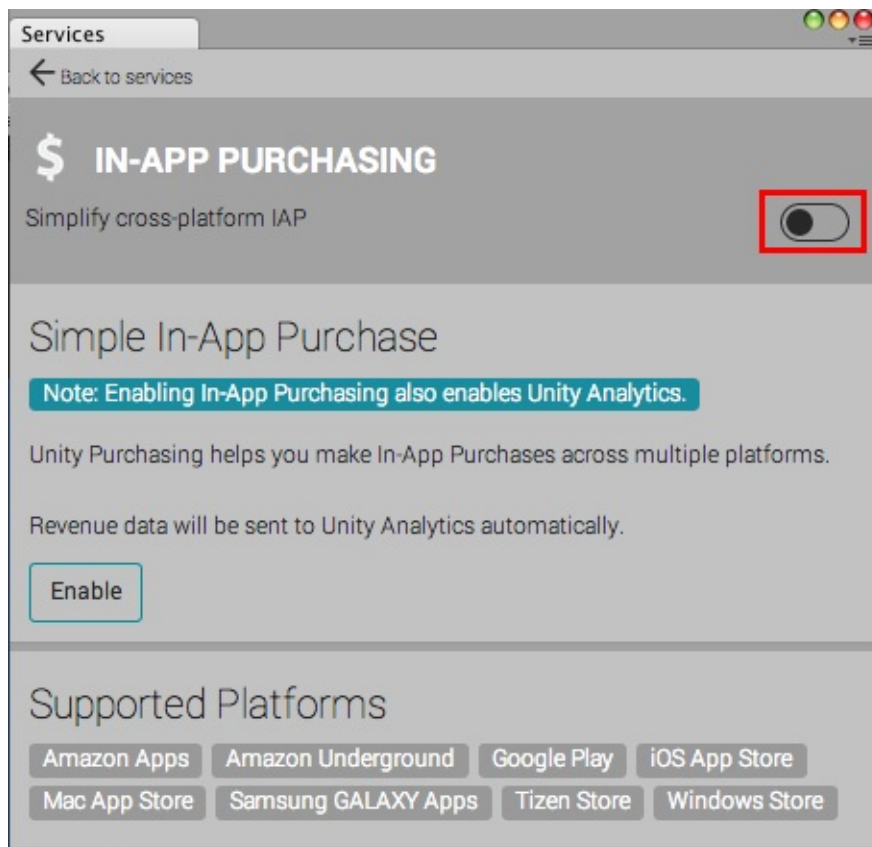 Services
Back to services
$ IN-APP PURCHASING
Simplify cross-platform IAP
Simple In-App Purchase
Note: Enabling In-App Purchasing also enables Unity Analytics.
Unity Purchasing helps you make In-App Purchases across multiple platforms.
Revenue data will be sent to Unity Analytics automatically.
Enable
Supported Platforms
Amazon Apps Amazon Underground Google Play iOS App Store
Mac App Store Samsung GALAXY Apps Tizen Store Windows Store